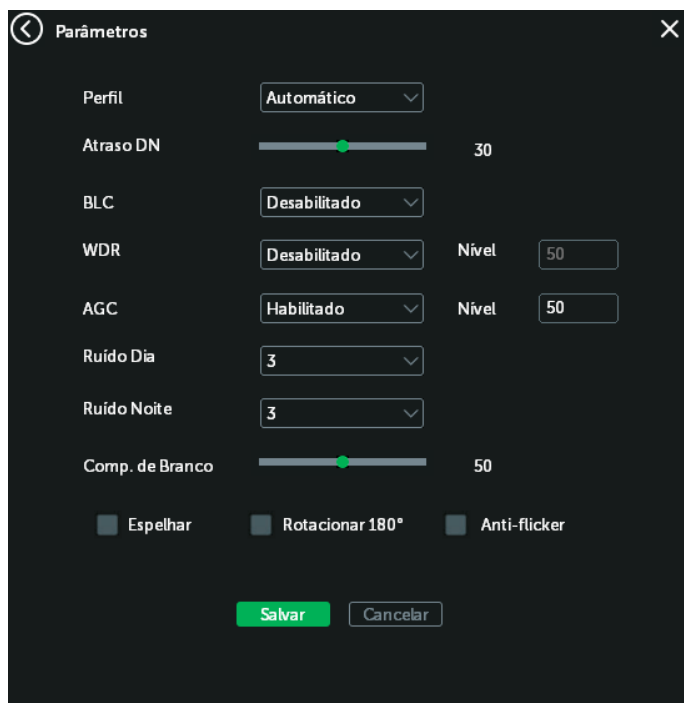 Parâmetros
Perfil Automático
Atraso DN 30
BLC Desabilitado
WDR Desabilitado Nível 50
AGC Habilitado Nível 50
Ruído Dia 3
Ruído Noite 3
Comp. de Branco 50
Espelhar Rotacionar 180° Anti-flicker
Salvar Cancelar